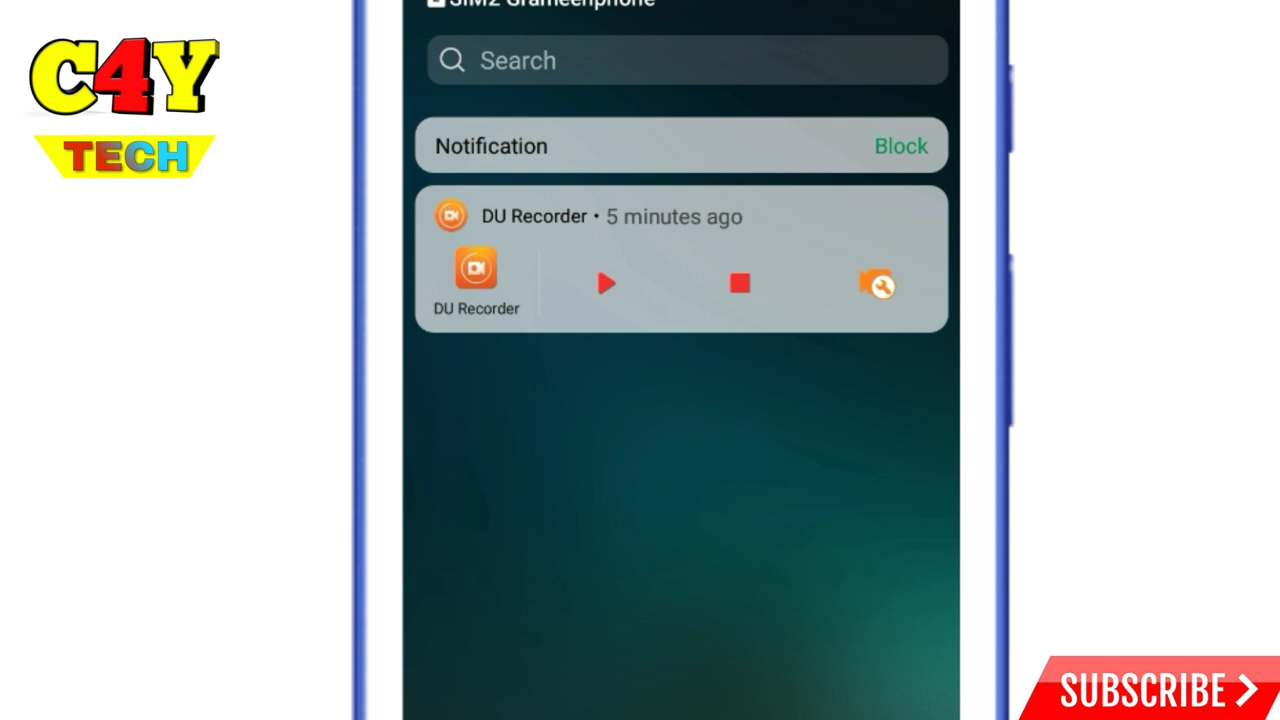 C4Y
TECH
SIM2 Grameenphone
Search
Notification
Block
DU Recorder • 5 minutes ago
DU Recorder
SUBSCRIBE